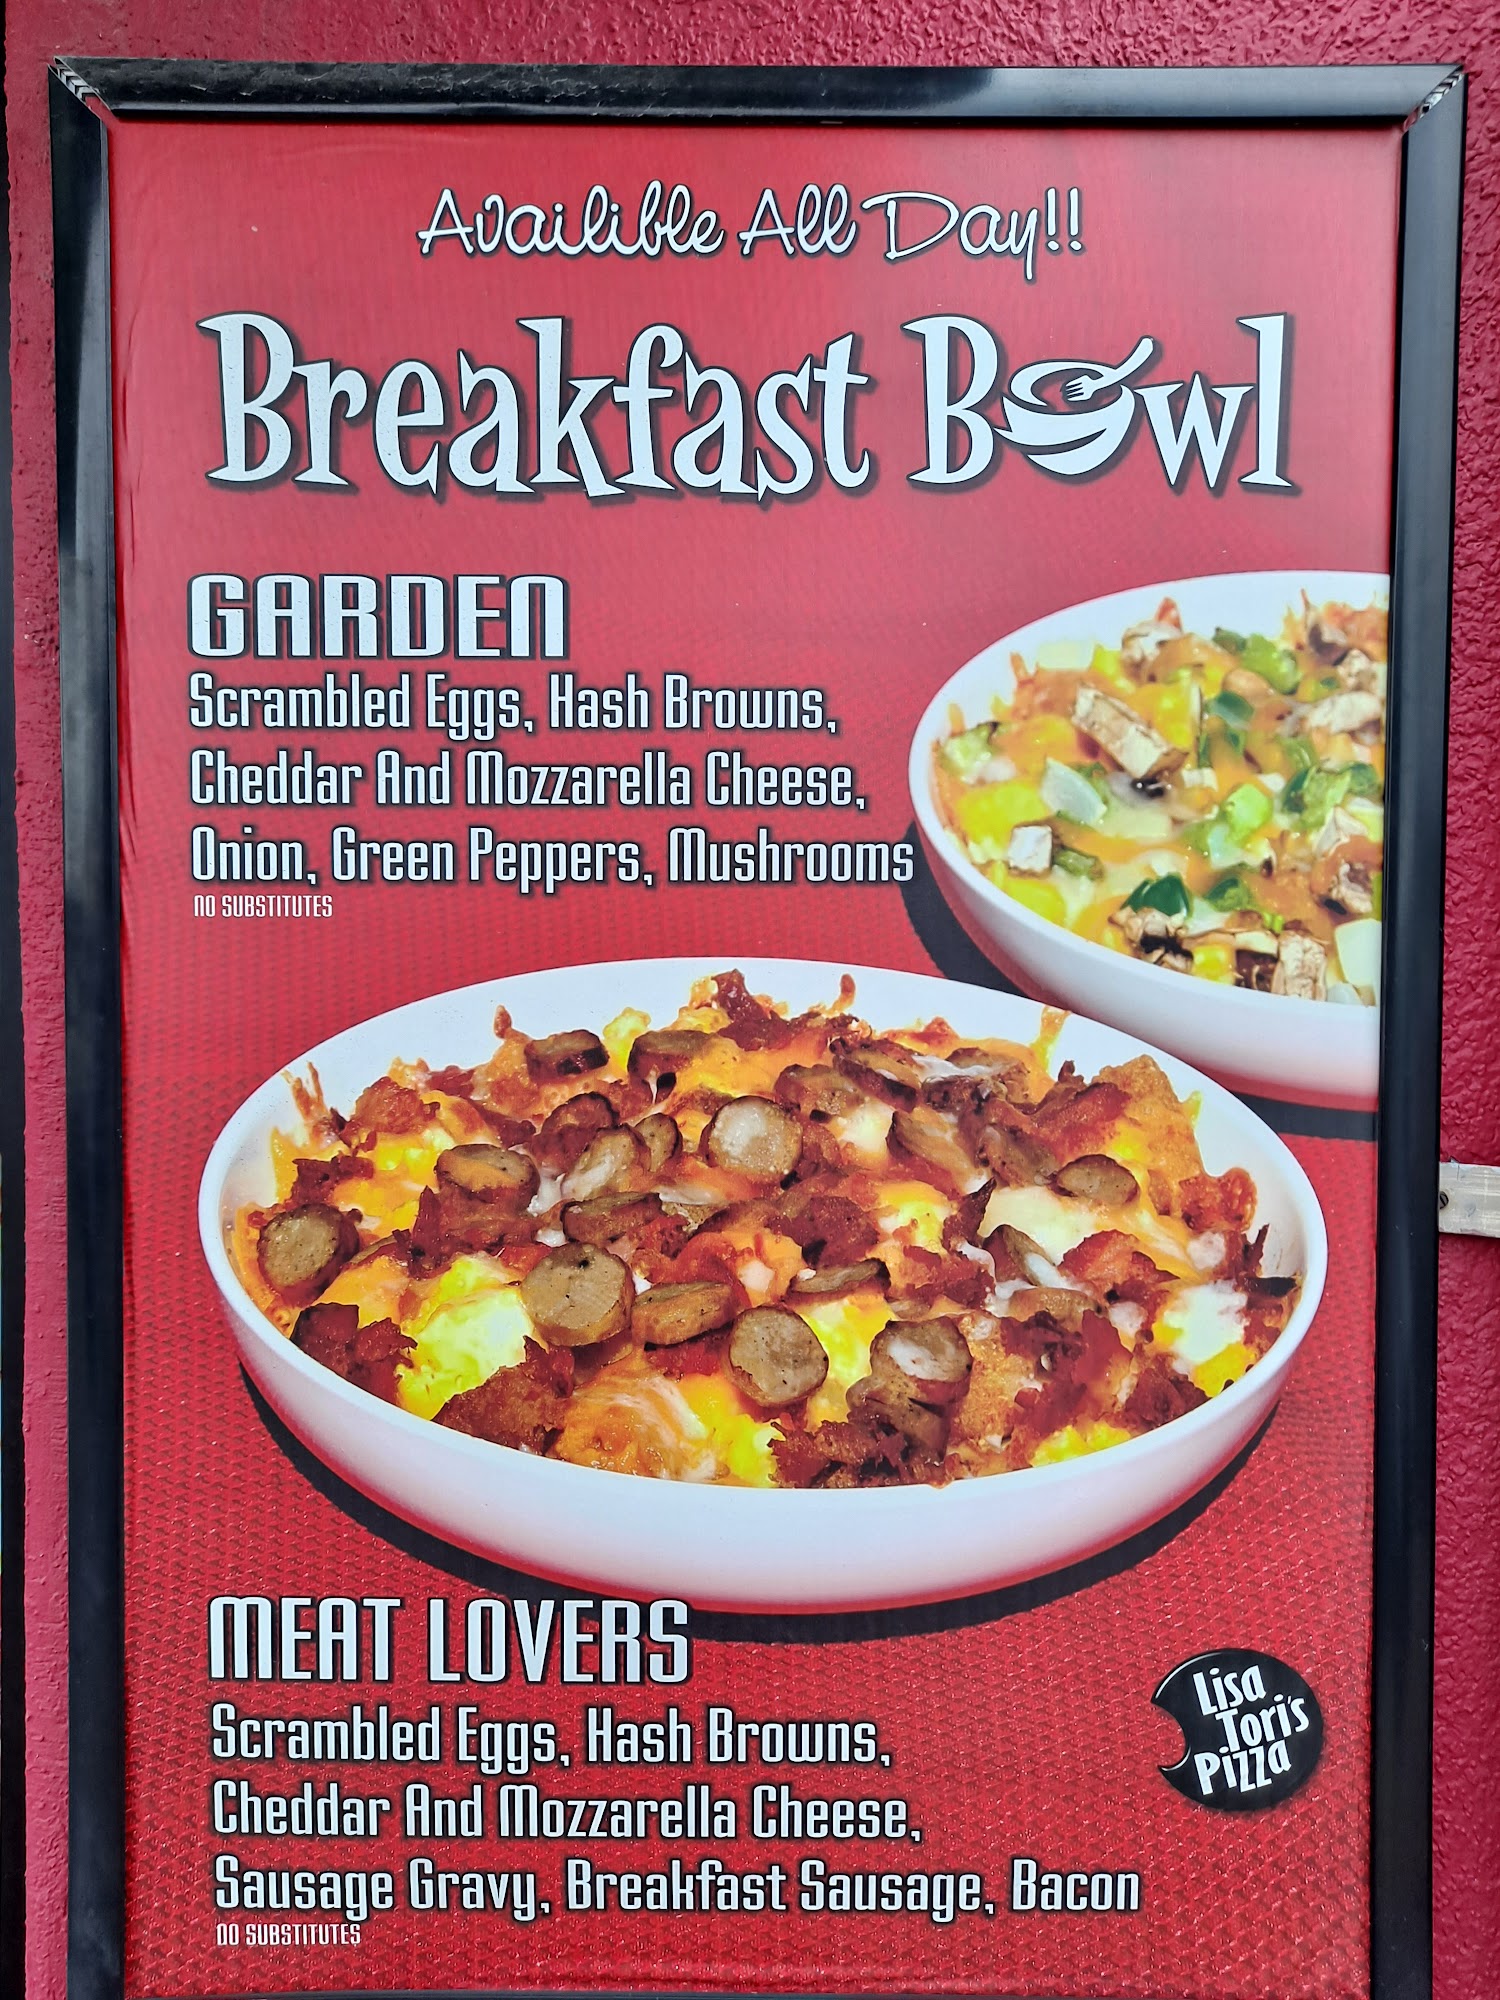 Availible All Day!!
Breakfast Bowl
GARDEN
Scrambled Eggs, Hash Browns,
Cheddar And Mozzarella Cheese,
Onion, Green Peppers, Mushrooms
NO SUBSTITUTES
MEAT LOVERS
Scrambled Eggs, Hash Browns,
Cheddar And Mozzarella Cheese,
Sausage Gravy, Breakfast Sausage, Bacon
NO SUBSTITUTES
Lisa
Tori's
Pizza